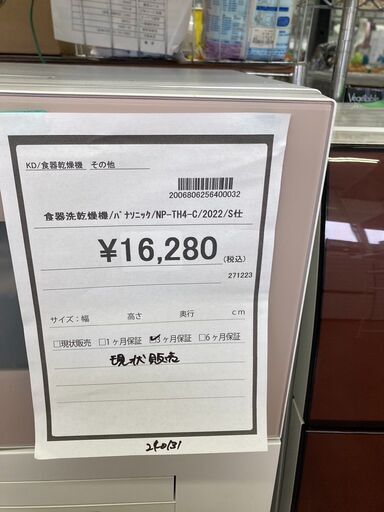 KD/食器乾燥機 その他
2006806256400032
食器洗乾燥機/ﾊﾟﾅｿﾆｯｸ/NP-TH4-C/2022/S仕
¥16,280(税込)
271223
サイズ:幅 高さ 奥行 cm
□現状販売 □1ヶ月保証 ☑3ヶ月保証 □6ヶ月保証
現状販売
240131